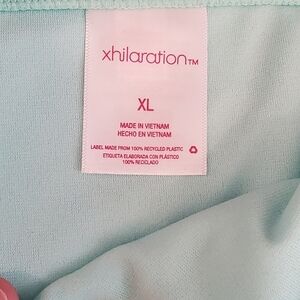 xhilaration™
XL
MADE IN VIETNAM
HECHO EN VIETNAM
LABEL MADE FROM 100% RECYCLED PLASTIC
ETIQUETA ELABORADA CON PLÁSTICO
100% RECICLADO